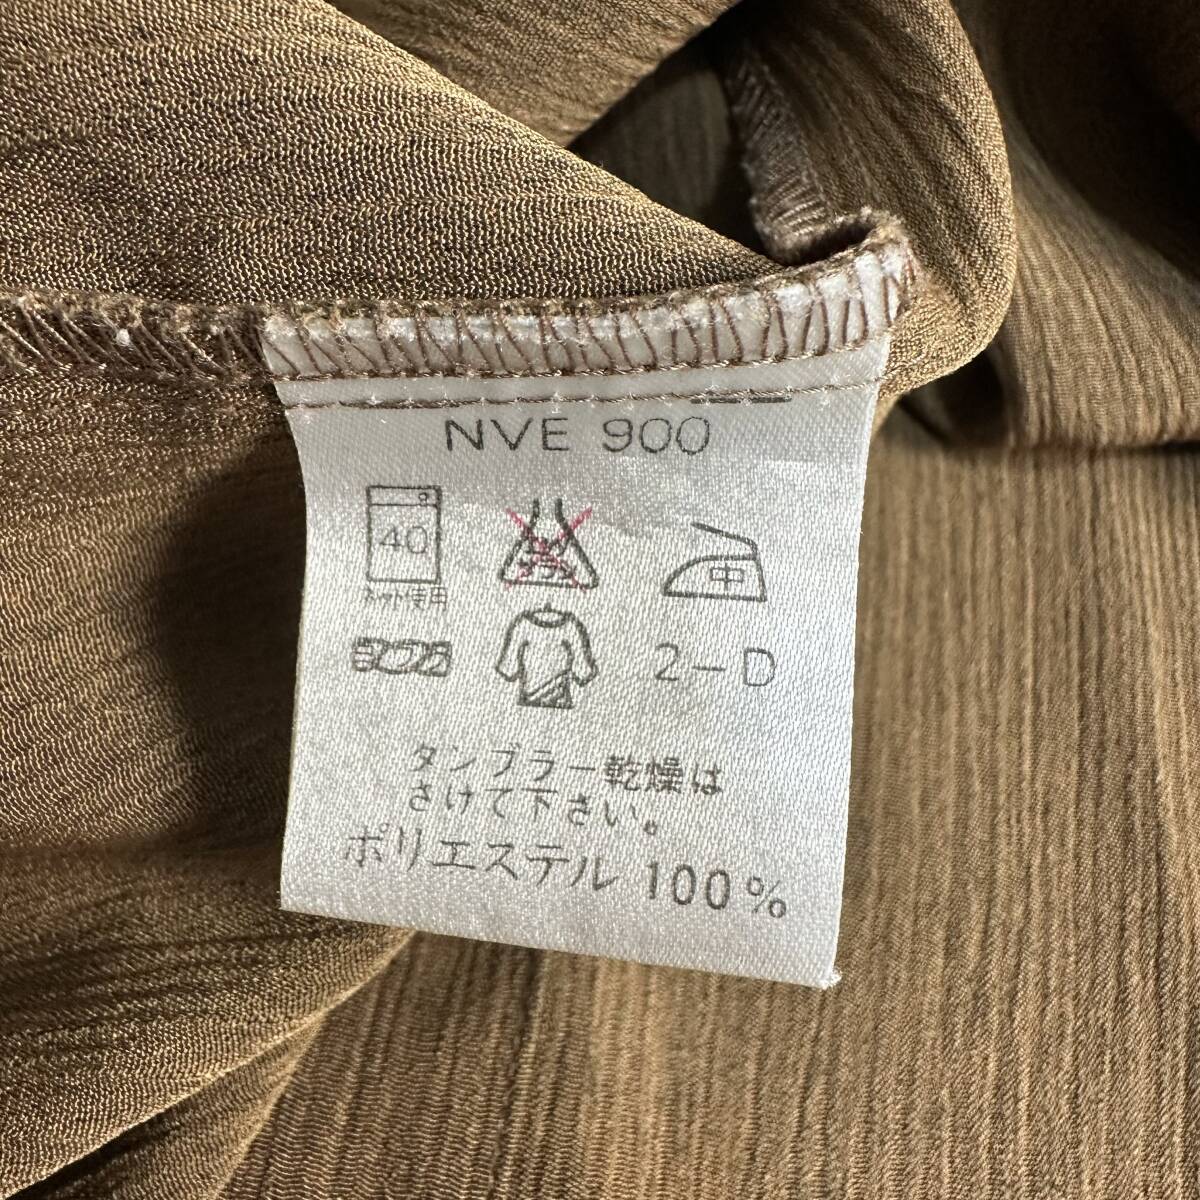 NVE 900
40
中
ネット使用
2-D
タンブラー乾燥は
さけて下さい。
ポリエステル 100%